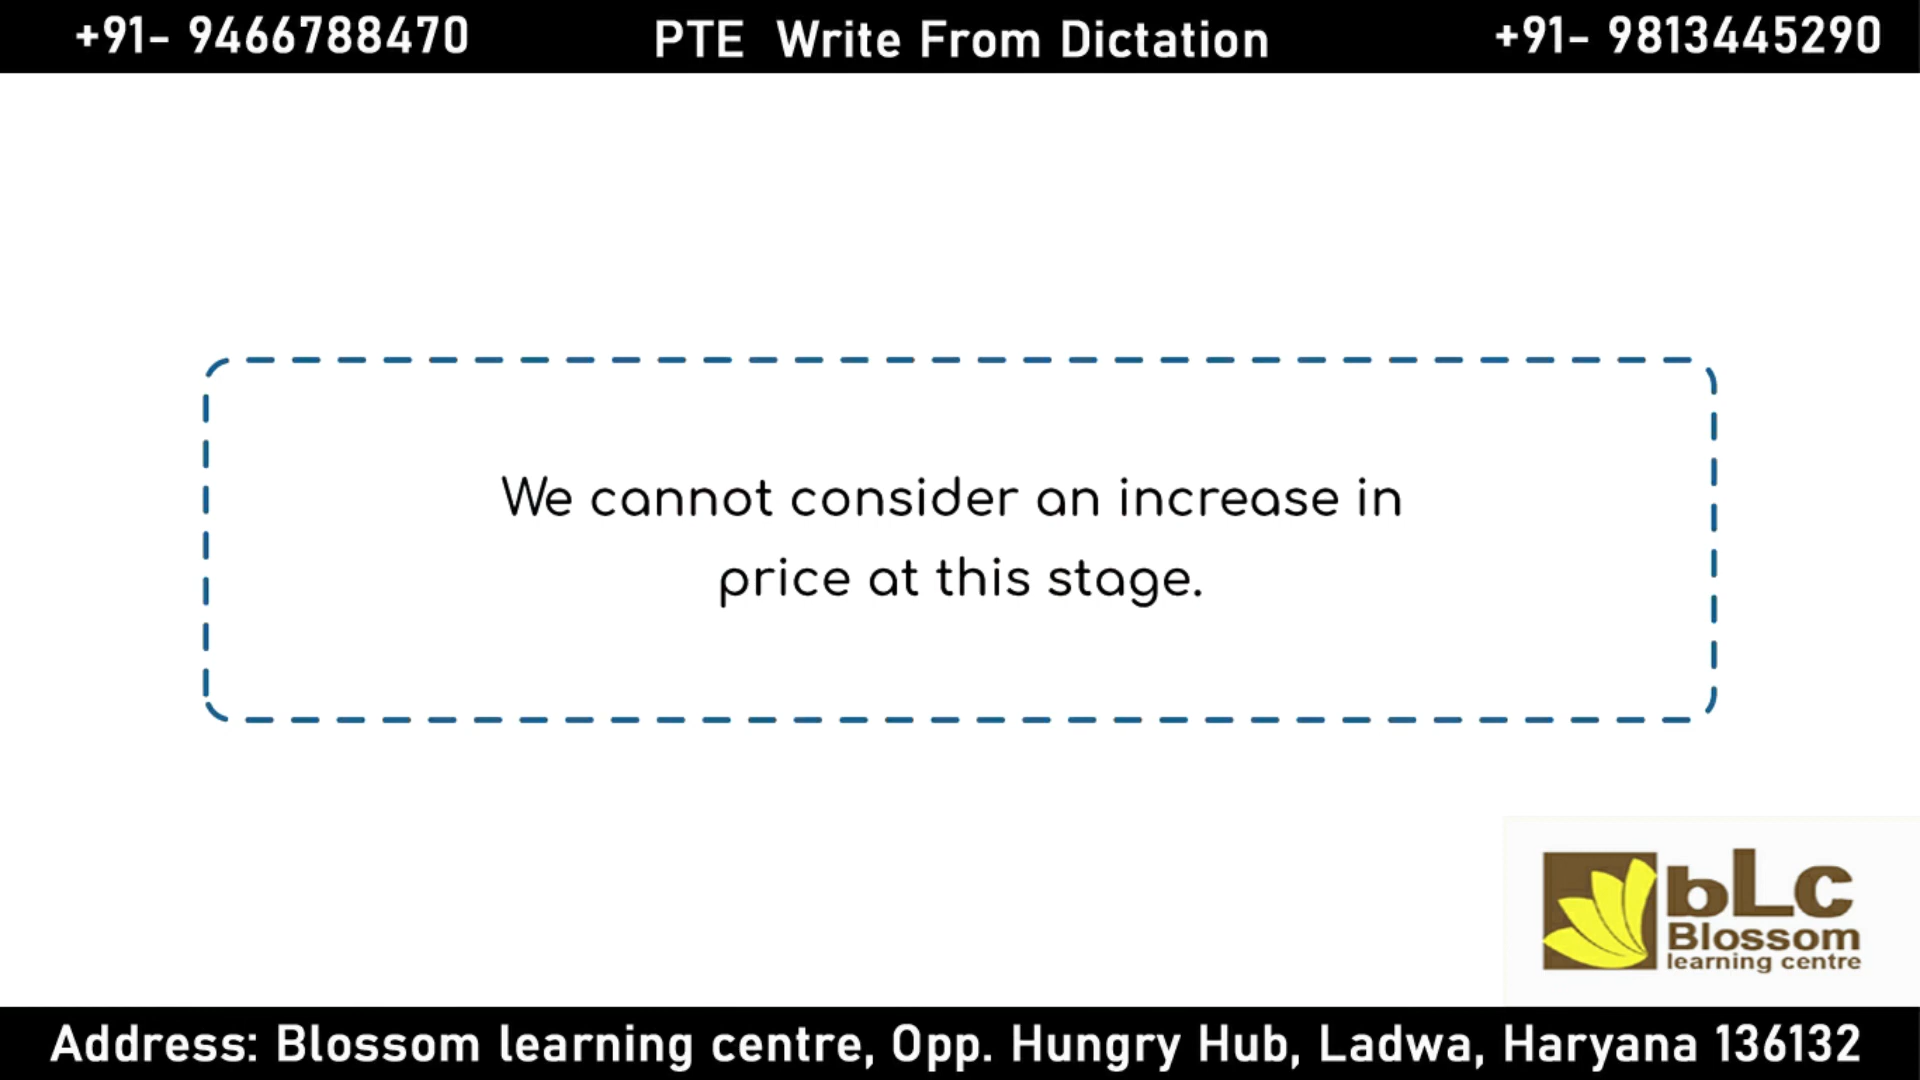 +91- 9466788470 PTE Write From Dictation +91- 9813445290
We cannot consider an increase in
price at this stage.
bLc
Blossom
learning centre
Address: Blossom learning centre, Opp. Hungry Hub, Ladwa, Haryana 136132